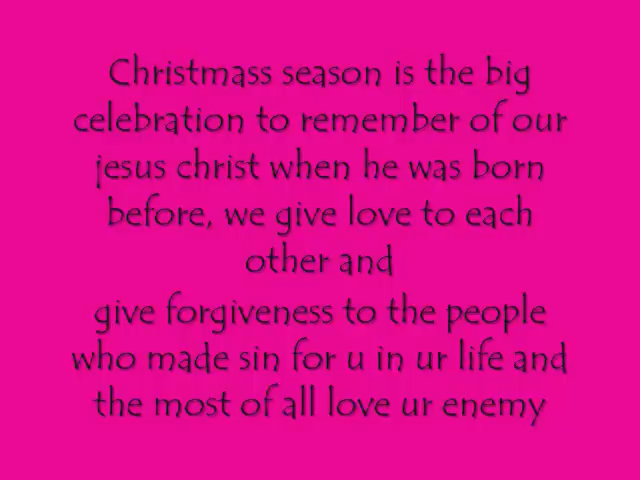 Christmass season is the big
celebration to remember of our
jesus christ when he was born
before, we give love to each
other and
give forgiveness to the people
who made sin for u in ur life and
the most of all love ur enemy